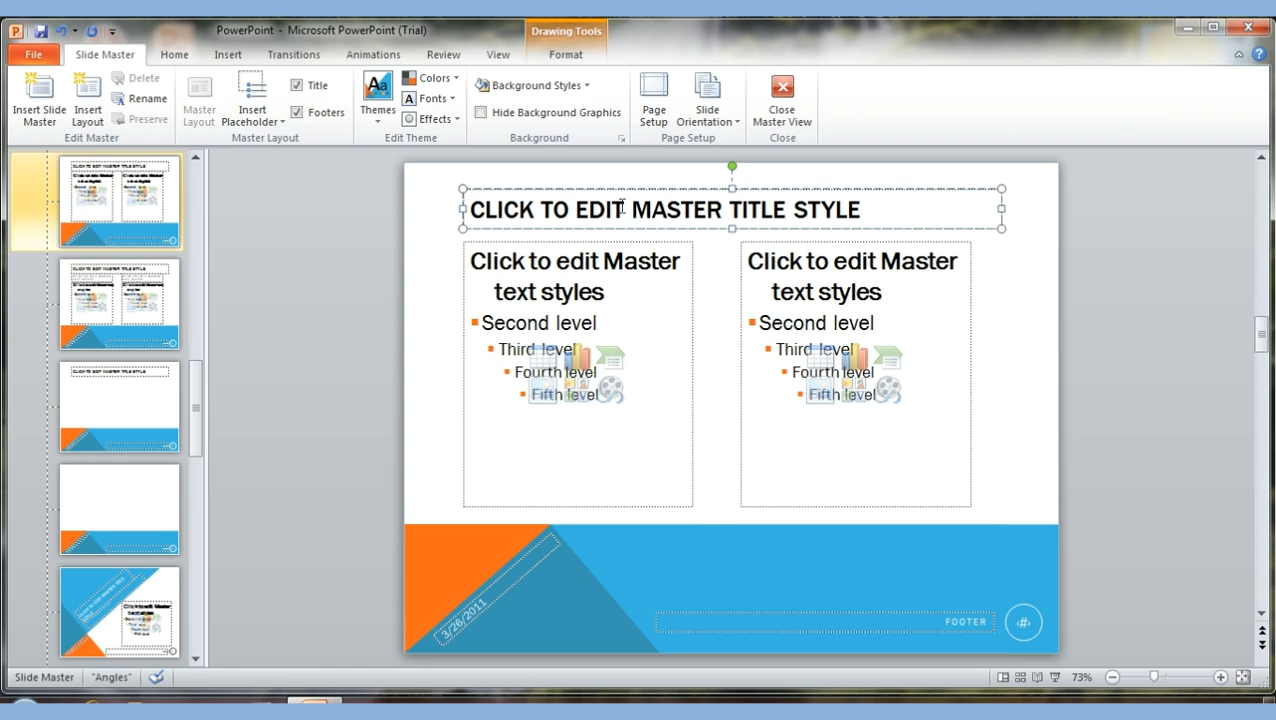 PowerPoint - Microsoft PowerPoint (Trial)
Drawing Tools
File
Slide Master
Home
Insert
Transitions
Animations
Review
View
Format
Insert Slide Master
Insert Layout
Delete
Rename
Preserve
Edit Master
Master Layout
Insert Placeholder
Title
Footers
Master Layout
Themes
Colors
Fonts
Effects
Edit Theme
Background Styles
Hide Background Graphics
Background
Page Setup
Slide Orientation
Page Setup
Close Master View
Close
CLICK TO EDIT MASTER TITLE STYLE
Click to edit Master
text styles
Second level
Third level
Fourth level
Fifth level
Click to edit Master
text styles
Second level
Third level
Fourth level
Fifth level
3/26/2011
FOOTER
‹#›
Slide Master
"Angles"
73%